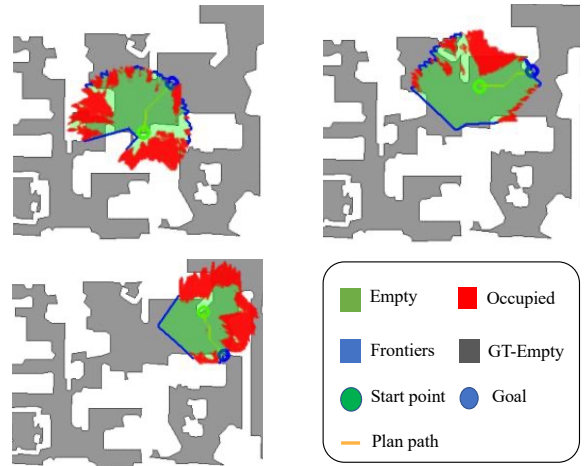 Empty Occupied
Frontiers GT-Empty
Start point Goal
Plan path